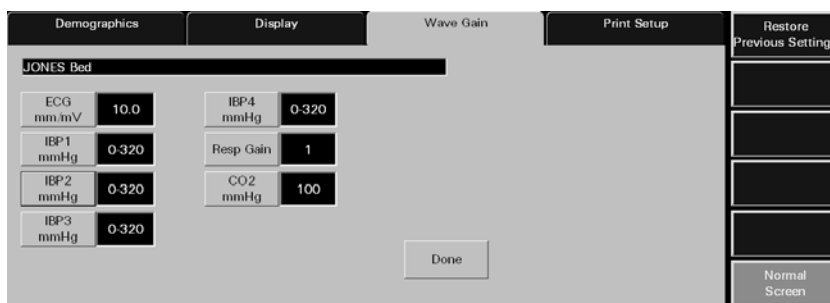 Demographics
Display
Wave Gain
Print Setup
Restore
Previous Setting
JONES Bed
ECG
mm/mV
10.0
IBP1
mmHg
0-320
IBP2
mmHg
0-320
IBP3
mmHg
0-320
IBP4
mmHg
0-320
Resp Gain
1
CO2
mmHg
100
Done
Normal
Screen